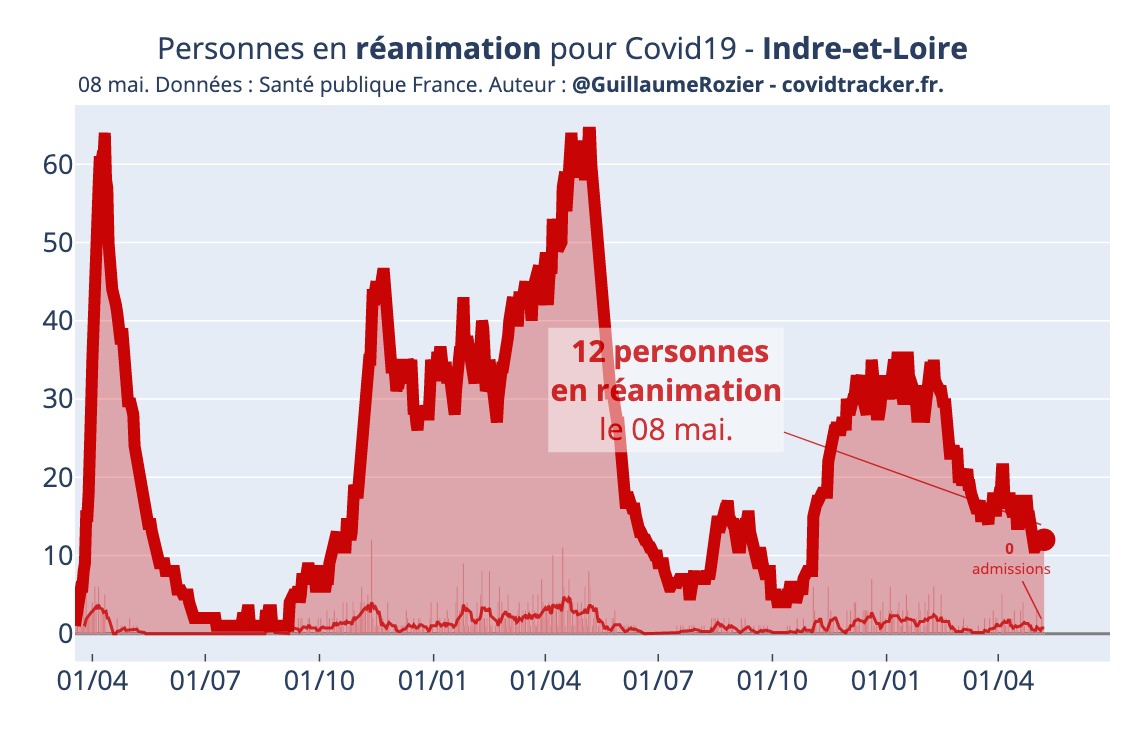 Personnes en réanimation pour Covid19 - Indre-et-Loire
08 mai. Données : Santé publique France. Auteur : @GuillaumeRozier - covidtracker.fr.
60
50
40
30
20
10
0
12 personnes
en réanimation
le 08 mai.
0
admissions
01/04
01/07
01/10
01/01
01/04
01/07
01/10
01/01
01/04